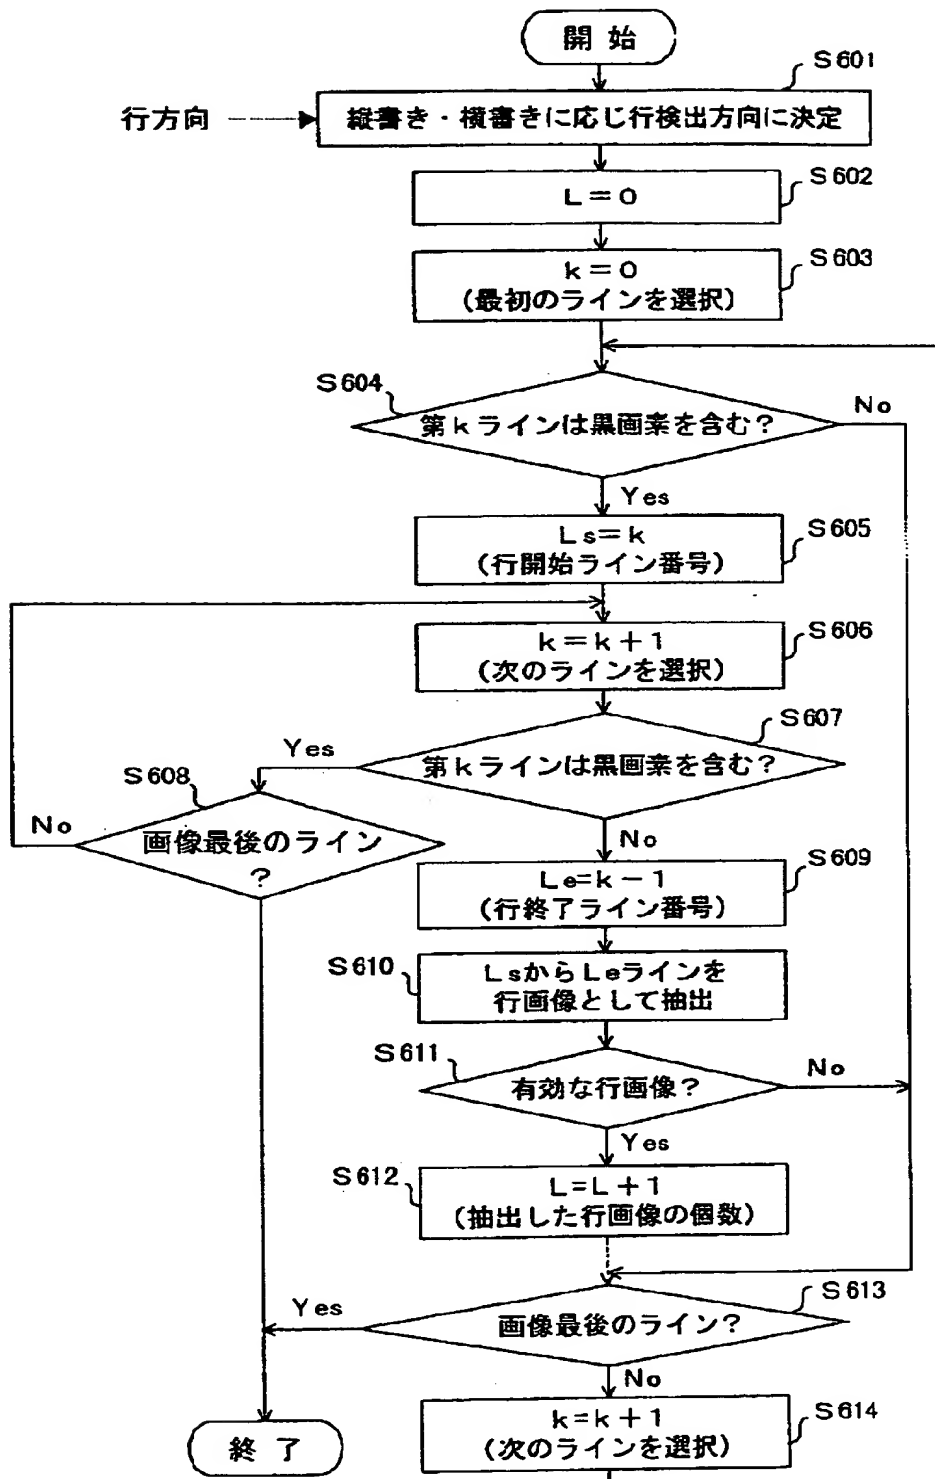 開 始
S601
行方向
縦書き・横書きに応じ行検出方向に決定
S602
L=0
S603
k=0
(最初のラインを選択)
S604
第kラインは黒画素を含む?
No
Yes
S605
Ls=k
(行開始ライン番号)
S606
k=k+1
(次のラインを選択)
S607
Yes
第kラインは黒画素を含む?
S608
No
画像最後のライン
?
No
S609
Le=k-1
(行終了ライン番号)
S610
LsからLeラインを
行画像として抽出
S611
有効な行画像?
No
Yes
S612
L=L+1
(抽出した行画像の個数)
S613
Yes
画像最後のライン?
No
S614
k=k+1
(次のラインを選択)
終 了